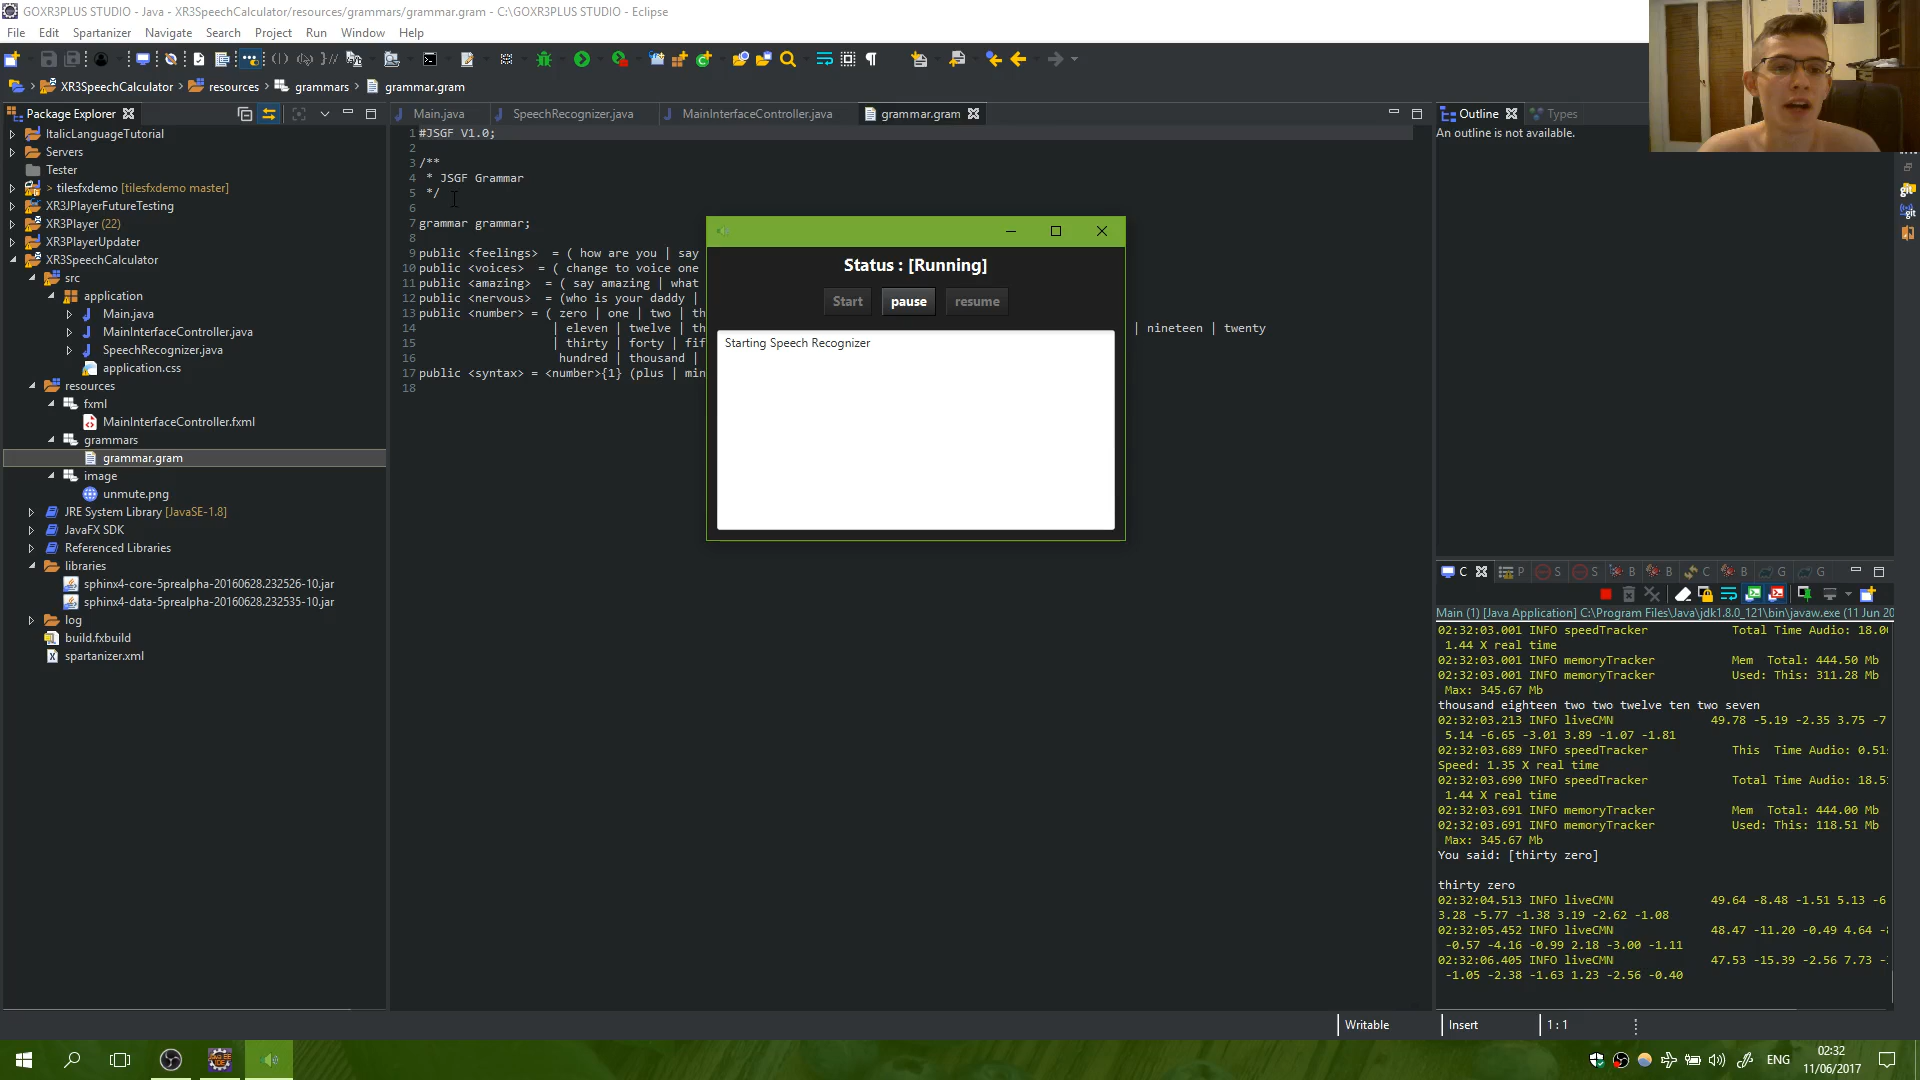 GOXR3PLUS STUDIO - Java - XR3SpeechCalculator/resources/grammars/grammar.gram - C:\GOXR3PLUS STUDIO - Eclipse
File Edit Spartanizer Navigate Search Project Run Window Help
XR3SpeechCalculator resources grammars grammar.gram
Package Explorer
ItalicLanguageTutorial
Servers
Tester
> tilesfxdemo [tilesfxdemo master]
XR3JPlayerFutureTesting
XR3Player (22)
XR3PlayerUpdater
XR3SpeechCalculator
src
application
Main.java
MainInterfaceController.java
SpeechRecognizer.java
application.css
resources
fxml
MainInterfaceController.fxml
grammars
grammar.gram
image
unmute.png
JRE System Library [JavaSE-1.8]
JavaFX SDK
Referenced Libraries
libraries
sphinx4-core-5prealpha-20160628.232526-10.jar
sphinx4-data-5prealpha-20160628.232535-10.jar
log
build.fxbuild
spartanizer.xml
Main.java SpeechRecognizer.java MainInterfaceController.java grammar.gram
1 #JSGF V1.0;
2
3 /**
4 * JSGF Grammar
5 */
6
7 grammar grammar;
8
9 public <feelings> = ( how are you | say
10 public <voices> = ( change to voice one
11 public <amazing> = ( say amazing | what
12 public <nervous> = (who is your daddy |
13 public <number> = ( zero | one | two | th
14 | eleven | twelve | th | nineteen | twenty
15 | thirty | forty | fif
16 hundred | thousand |
17 public <syntax> = <number>{1} (plus | min
18
Status : [Running]
Start pause resume
Starting Speech Recognizer
Outline Types
An outline is not available.
C P S S B B C B G G
Main (1) [Java Application] C:\Program Files\Java\jdk1.8.0_121\bin\javaw.exe (11 Jun 20
02:32:03.001 INFO speedTracker Total Time Audio: 18.0
1.44 X real time
02:32:03.001 INFO memoryTracker Mem Total: 444.50 Mb
02:32:03.001 INFO memoryTracker Used: This: 311.28 Mb
Max: 345.67 Mb
thousand eighteen two two twelve ten two seven
02:32:03.213 INFO liveCMN 49.78 -5.19 -2.35 3.75 -7
5.14 -6.65 -3.01 3.89 -1.07 -1.81
02:32:03.689 INFO speedTracker This Time Audio: 0.51
Speed: 1.35 X real time
02:32:03.690 INFO speedTracker Total Time Audio: 18.5
1.44 X real time
02:32:03.691 INFO memoryTracker Mem Total: 444.00 Mb
02:32:03.691 INFO memoryTracker Used: This: 118.51 Mb
Max: 345.67 Mb
You said: [thirty zero]
thirty zero
02:32:04.513 INFO liveCMN 49.64 -8.48 -1.51 5.13 -6
3.28 -5.77 -1.38 3.19 -2.62 -1.08
02:32:05.452 INFO liveCMN 48.47 -11.20 -0.49 4.64 -
-0.57 -4.16 -0.99 2.18 -3.00 -1.11
02:32:06.405 INFO liveCMN 47.53 -15.39 -2.56 7.73 -
-1.05 -2.38 -1.63 1.23 -2.56 -0.40
Writable Insert 1 : 1
ENG
02:32
11/06/2017